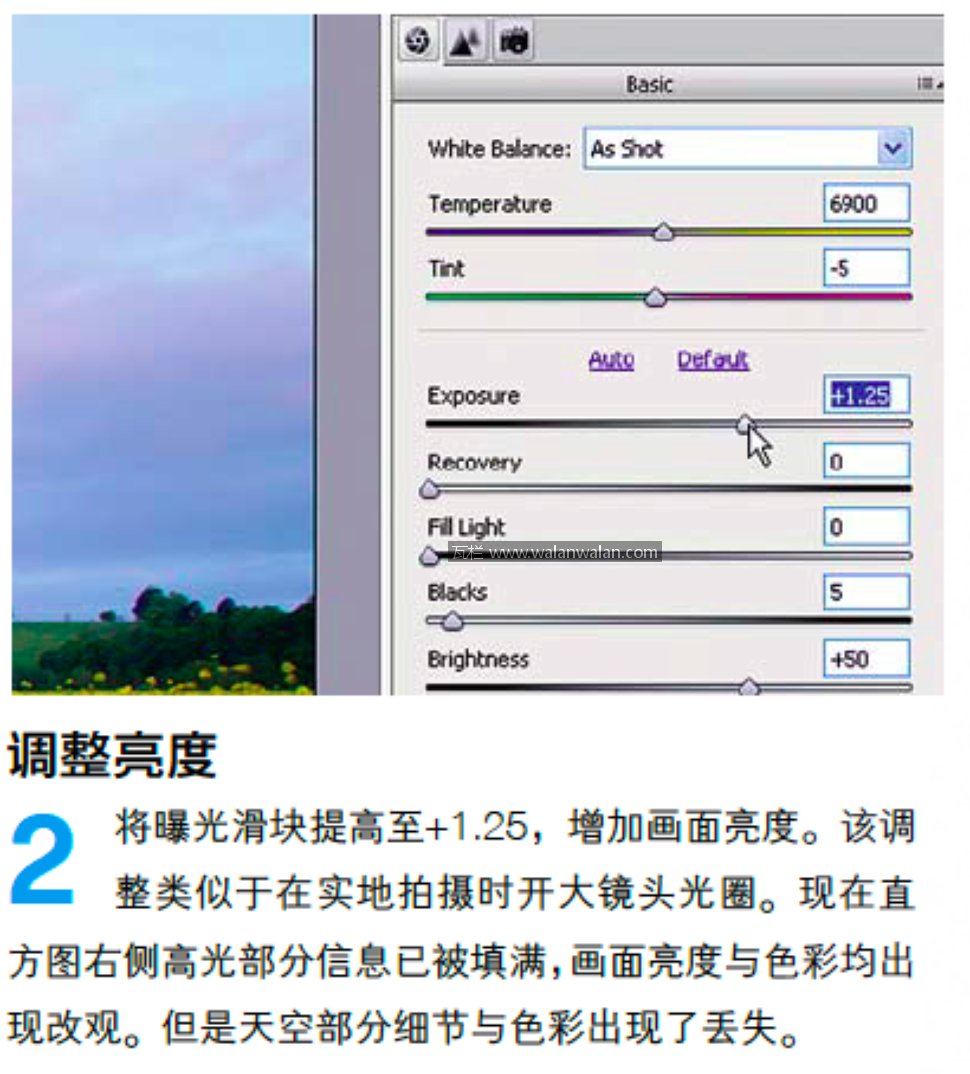 Basic
White Balance: As Shot
Temperature 6900
Tint -5
Auto Default
Exposure +1.25
Recovery 0
Fill Light 0
瓦栏 www.walanwalan.com
Blacks 5
Brightness +50
调整亮度
2 将曝光滑块提高至+1.25，增加画面亮度。该调
整类似于在实地拍摄时开大镜头光圈。现在直
方图右侧高光部分信息已被填满，画面亮度与色彩均出
现改观。但是天空部分细节与色彩出现了丢失。